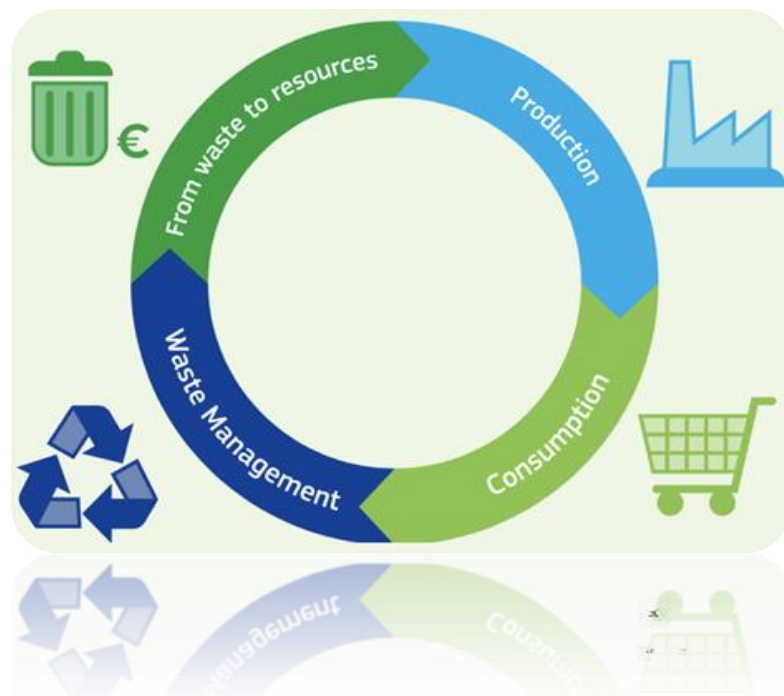 From waste to resources
Production
€
Waste Management
Consumption